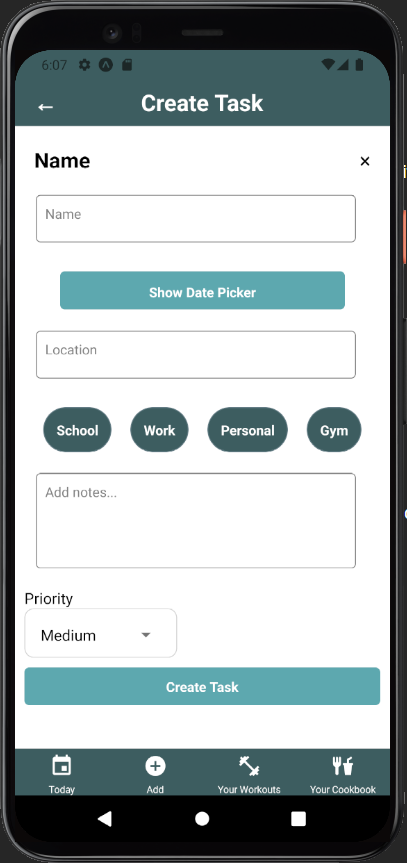 6:07
← Create Task
Name ×
Name
Show Date Picker
Location
School Work Personal Gym
Add notes...
Priority
Medium
Create Task
Today Add Your Workouts Your Cookbook